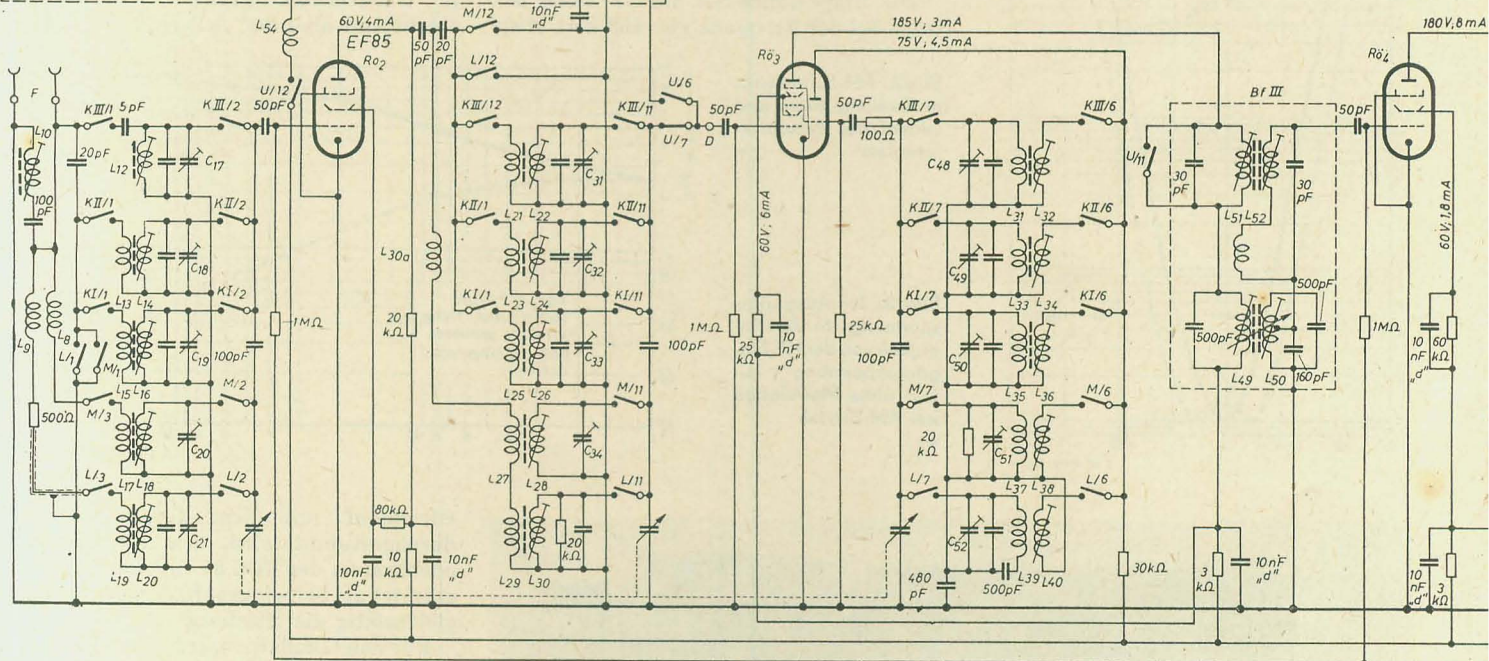 L54
60V, 4mA
EF85
Rö2
50 pF
20 pF
M/12
10nF „d"
L/12
U/12
185V; 3mA
75V; 4,5mA
Rö3
180V, 8mA
Rö4
F
KIII/1
5pF
KIII/2
50pF
KIII/12
KIII/11
U/6
U/7
D
50pF
50pF
100Ω
KIII/7
KIII/6
Bf III
50pF
U/11
L10
20pF
L12
C17
100 pF
C31
C48
30 pF
30 pF
KII/1
KII/2
KII/1
L21
L22
KII/11
60V, 6mA
KII/7
L31
L32
KII/6
L51
L52
60V; 1,8mA
L30a
C18
C32
C49
500pF
KI/1
L13
L14
KI/2
KI/1
L23
L24
KI/11
KI/7
L33
L34
KI/6
L9
L8
L/1
M/1
C19
100pF
1MΩ
20 kΩ
C33
100pF
1MΩ
25 kΩ
10 nF „d"
25kΩ
100pF
C50
500pF
L49
L50
160pF
1MΩ
10 nF „d"
60 kΩ
M/3
L15
L16
M/2
L25
L26
M/11
M/7
L35
L36
M/6
500Ω
C20
C34
20 kΩ
C51
L/3
L17
L18
L/2
L27
L28
L/11
L/7
L37
L38
L/6
C21
80kΩ
20 kΩ
C52
L19
L20
10nF „d"
10 kΩ
10nF „d"
L29
L30
480 pF
500pF
L39
L40
30kΩ
3 kΩ
10nF „d"
10 nF „d"
3 kΩ